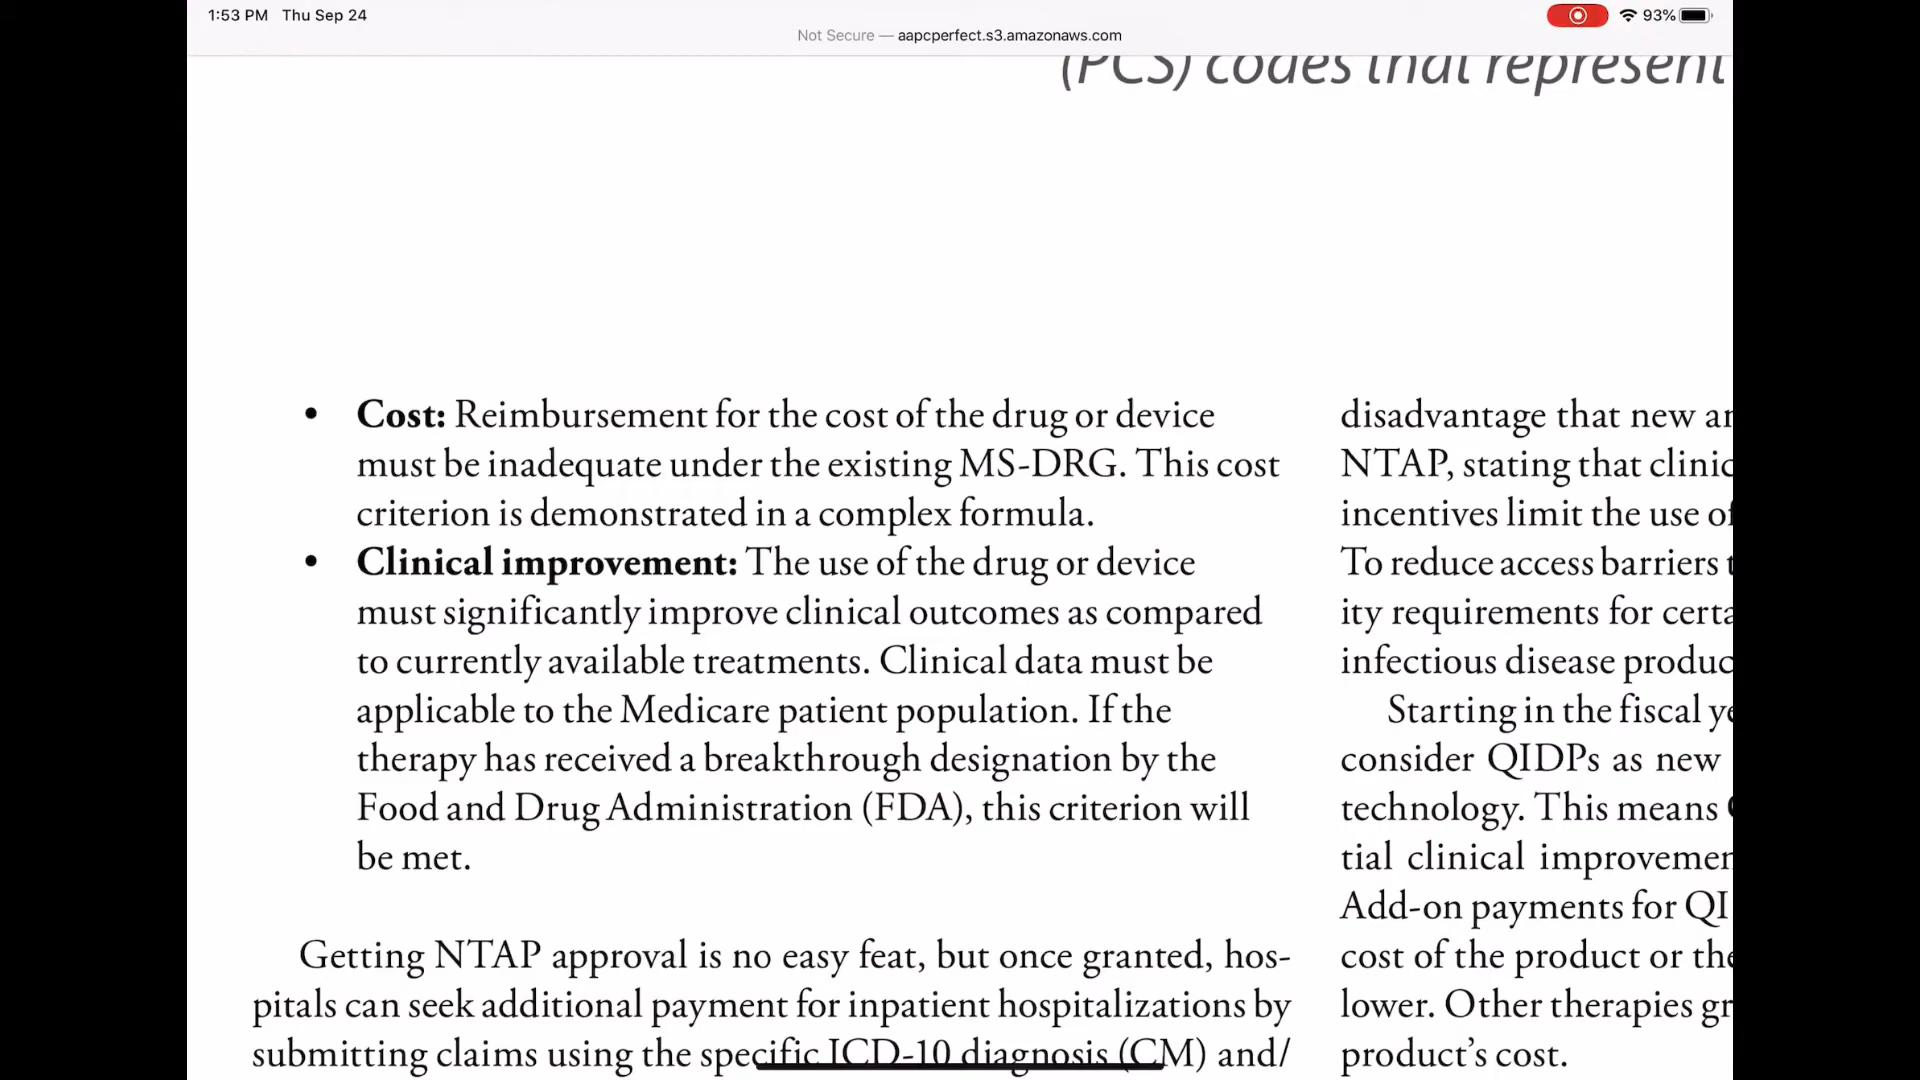 1:53 PM Thu Sep 24
93%
Not Secure — aapcperfect.s3.amazonaws.com
(PCS) codes that represent
• Cost: Reimbursement for the cost of the drug or device
must be inadequate under the existing MS-DRG. This cost
criterion is demonstrated in a complex formula.
• Clinical improvement: The use of the drug or device
must significantly improve clinical outcomes as compared
to currently available treatments. Clinical data must be
applicable to the Medicare patient population. If the
therapy has received a breakthrough designation by the
Food and Drug Administration (FDA), this criterion will
be met.
Getting NTAP approval is no easy feat, but once granted, hos-
pitals can seek additional payment for inpatient hospitalizations by
submitting claims using the specific ICD-10 diagnosis (CM) and/
disadvantage that new
NTAP, stating that
incentives limit the use
To reduce access barriers
ity requirements for
infectious disease
Starting in the fiscal
consider QIDPs as new
technology. This means
tial clinical
Add-on payments for
cost of the product or
lower. Other therapies
product's cost.